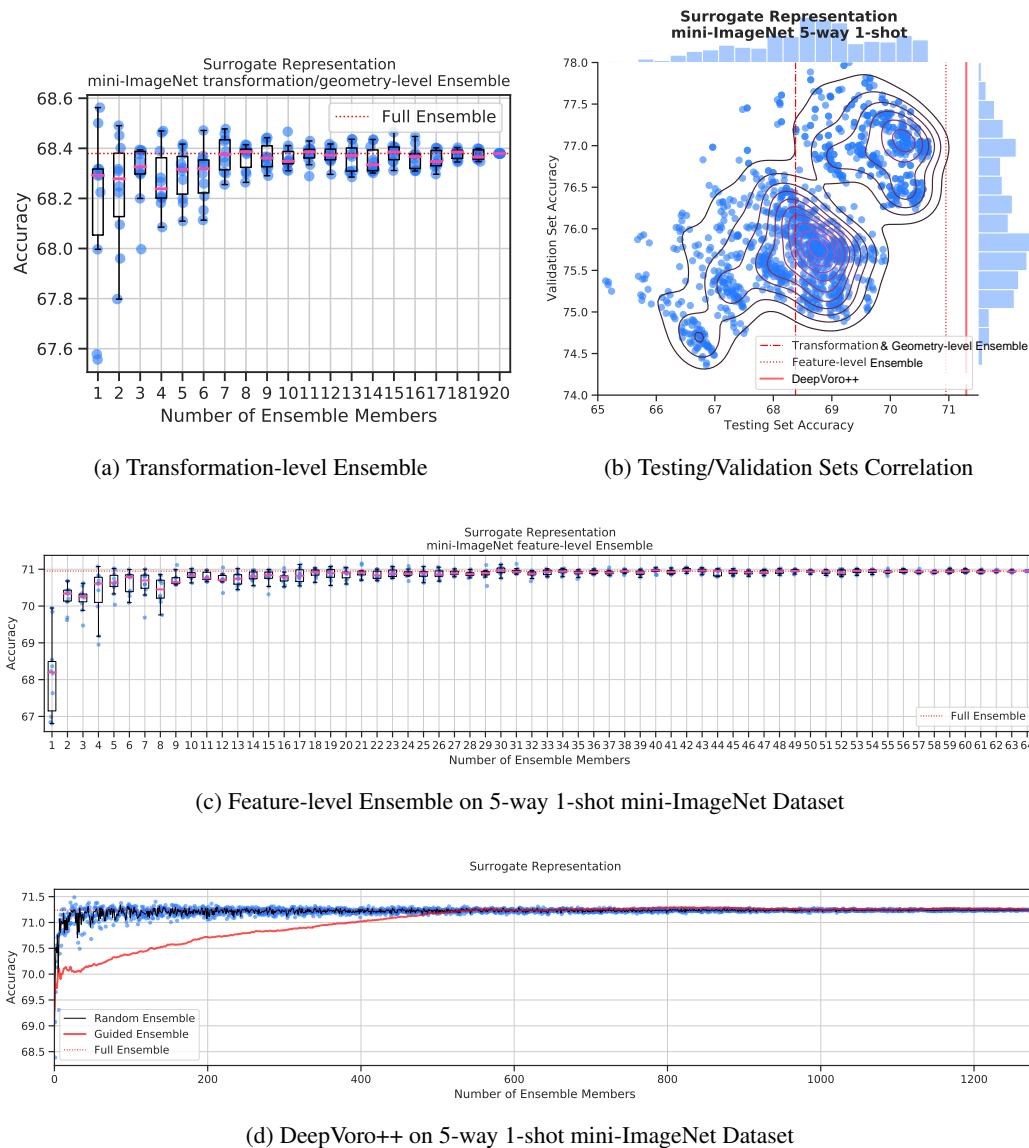 Surrogate Representation
mini-ImageNet transformation/geometry-level Ensemble
68.6
68.4
68.2
68.0
67.8
67.6
Accuracy
Full Ensemble
1 2 3 4 5 6 7 8 9 10 11 12 13 14 15 16 17 18 19 20
Number of Ensemble Members
(a) Transformation-level Ensemble
Surrogate Representation
mini-ImageNet 5-way 1-shot
78.0
77.5
77.0
76.5
76.0
75.5
75.0
74.5
74.0
Validation Set Accuracy
Transformation & Geometry-level Ensemble
Feature-level Ensemble
DeepVoro++
65 66 67 68 69 70 71
Testing Set Accuracy
(b) Testing/Validation Sets Correlation
Surrogate Representation
mini-ImageNet feature-level Ensemble
71
70
69
68
67
Accuracy
Full Ensemble
1 2 3 4 5 6 7 8 9 10 11 12 13 14 15 16 17 18 19 20 21 22 23 24 25 26 27 28 29 30 31 32 33 34 35 36 37 38 39 40 41 42 43 44 45 46 47 48 49 50 51 52 53 54 55 56 57 58 59 60 61 62 63 64
Number of Ensemble Members
(c) Feature-level Ensemble on 5-way 1-shot mini-ImageNet Dataset
Surrogate Representation
71.5
71.0
70.5
70.0
69.5
69.0
68.5
Accuracy
Random Ensemble
Guided Ensemble
Full Ensemble
0 200 400 600 800 1000 1200
Number of Ensemble Members
(d) DeepVoro++ on 5-way 1-shot mini-ImageNet Dataset